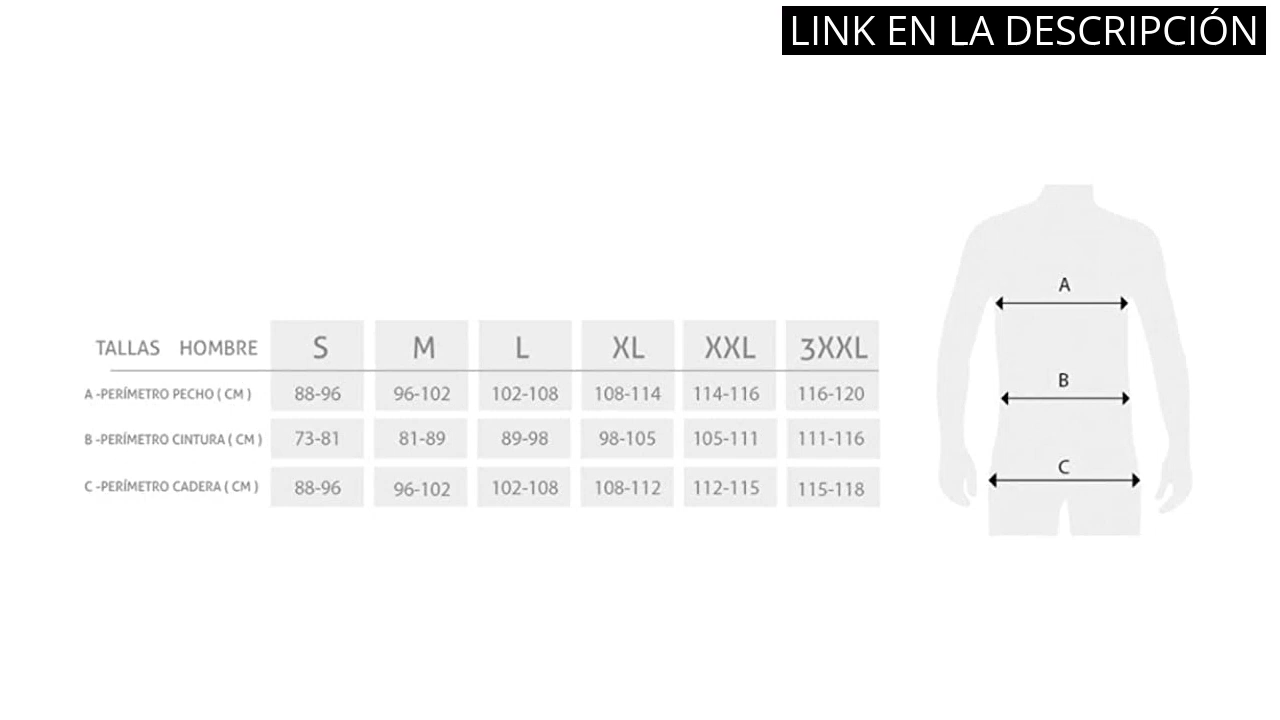 LINK EN LA DESCRIPCIÓN
TALLAS HOMBRE S M L XL XXL 3XXL
A -PERÍMETRO PECHO ( CM ) 88-96 96-102 102-108 108-114 114-116 116-120
B -PERÍMETRO CINTURA ( CM ) 73-81 81-89 89-98 98-105 105-111 111-116
C -PERÍMETRO CADERA ( CM ) 88-96 96-102 102-108 108-112 112-115 115-118
A
B
C